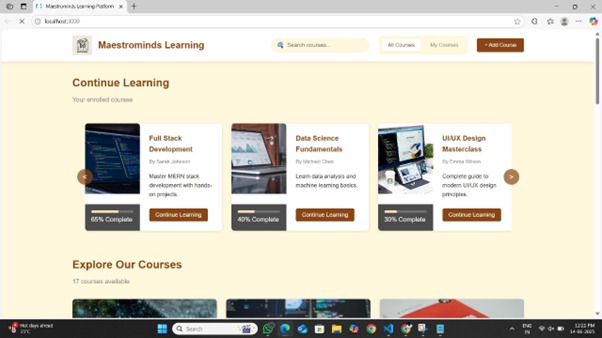 Maestrominds Learning Platform
localhost:3000
Maestrominds Learning
Search courses...
All Courses
My Courses
+ Add Course
Continue Learning
Your enrolled courses
Full Stack
Development
By Sarah Johnson
Master MERN stack
development with hands-
on projects.
65% Complete
Continue Learning
Data Science
Fundamentals
By Michael Chen
Learn data analysis and
machine learning basics.
40% Complete
Continue Learning
UI/UX Design
Masterclass
By Emma Wilson
Complete guide to
modern UI/UX design
principles.
30% Complete
Continue Learning
<
>
Explore Our Courses
17 courses available
Hot days ahead
Search
ENG
IN
12:21 PM
14-06-2025